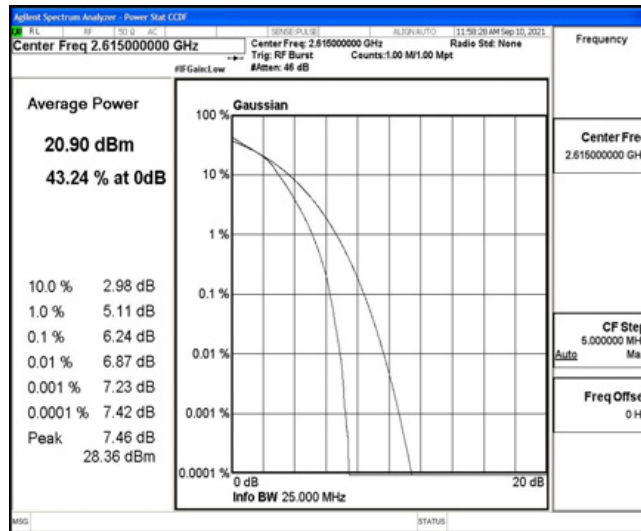 Agilent Spectrum Analyzer - Power Stat CCDF
RL RF 50 Ω AC SENSE:PULSE ALIGN AUTO 11:58:28 AM Sep 10, 2021
Center Freq 2.615000000 GHz
Center Freq: 2.615000000 GHz Radio Std: None
Trig: RF Burst Counts:1.00 M/1.00 Mpt
#IFGain:Low #Atten: 46 dB
Frequency
Average Power
20.90 dBm
43.24 % at 0dB
10.0 % 2.98 dB
1.0 % 5.11 dB
0.1 % 6.24 dB
0.01 % 6.87 dB
0.001 % 7.23 dB
0.0001 % 7.42 dB
Peak 7.46 dB
28.36 dBm
Gaussian
100 %
10 %
1 %
0.1 %
0.01 %
0.001 %
0.0001 %
0 dB 20 dB
Info BW 25.000 MHz
Center Fre
2.615000000 GH
CF Step
5.000000 MH
Auto Ma
Freq Offse
0 H
MSG STATUS